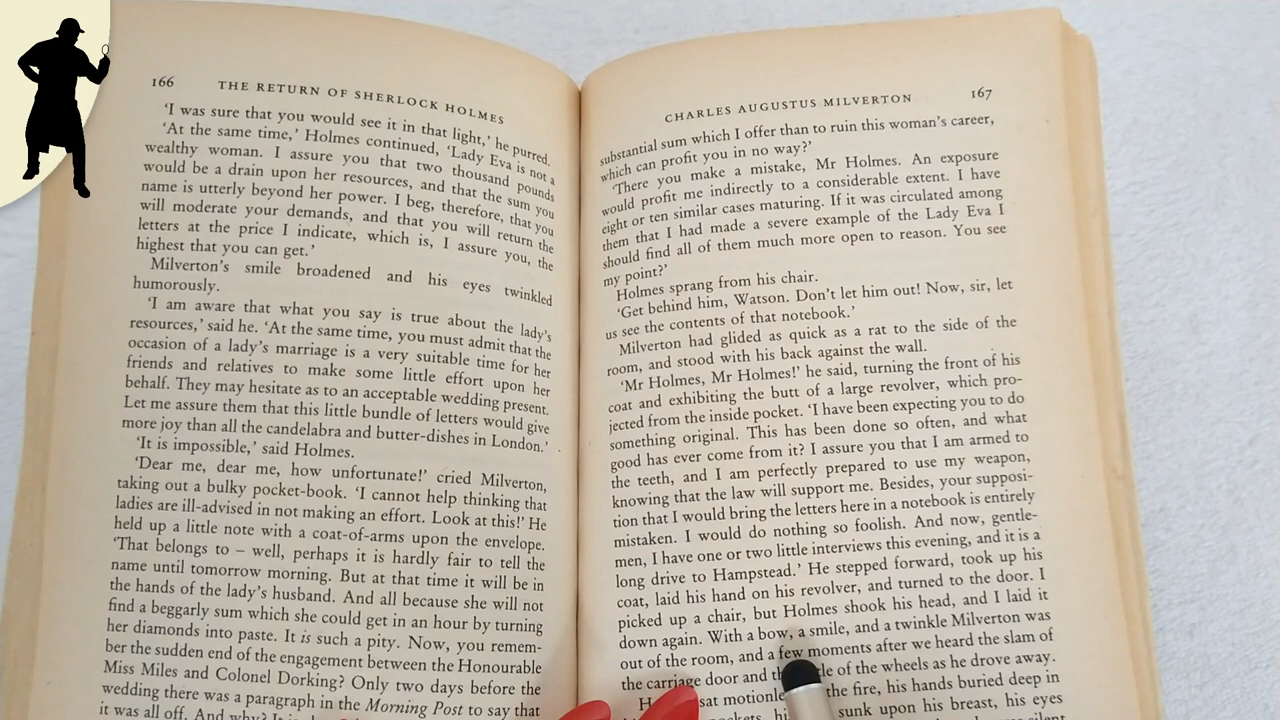 166
THE RETURN OF SHERLOCK HOLMES
'I was sure that you would see it in that light,' he purred.
'At the same time,' Holmes continued, 'Lady Eva is not a
wealthy woman. I assure you that two thousand pounds
would be a drain upon her resources, and that the sum you
name is utterly beyond her power. I beg, therefore, that you
will moderate your demands, and that you will return the
letters at the price I indicate, which is, I assure you, the
highest that you can get.'
Milverton's smile broadened and his eyes twinkled
humorously.
'I am aware that what you say is true about the lady's
resources,' said he. 'At the same time, you must admit that the
occasion of a lady's marriage is a very suitable time for her
friends and relatives to make some little effort upon her
behalf. They may hesitate as to an acceptable wedding present.
Let me assure them that this little bundle of letters would give
more joy than all the candelabra and butter-dishes in London.'
'It is impossible,' said Holmes.
'Dear me, dear me, how unfortunate!' cried Milverton,
taking out a bulky pocket-book. 'I cannot help thinking that
ladies are ill-advised in not making an effort. Look at this!' He
held up a little note with a coat-of-arms upon the envelope.
'That belongs to – well, perhaps it is hardly fair to tell the
name until tomorrow morning. But at that time it will be in
the hands of the lady's husband. And all because she will not
find a beggarly sum which she could get in an hour by turning
her diamonds into paste. It is such a pity. Now, you remem-
ber the sudden end of the engagement between the Honourable
Miss Miles and Colonel Dorking? Only two days before the
wedding there was a paragraph in the Morning Post to say that
it was all off. And why? It is
CHARLES AUGUSTUS MILVERTON
167
substantial sum which I offer than to ruin this woman's career,
which can profit you in no way?'
'There you make a mistake, Mr Holmes. An exposure
would profit me indirectly to a considerable extent. I have
eight or ten similar cases maturing. If it was circulated among
them that I had made a severe example of the Lady Eva I
should find all of them much more open to reason. You see
my point?'
Holmes sprang from his chair.
'Get behind him, Watson. Don't let him out! Now, sir, let
us see the contents of that notebook.'
Milverton had glided as quick as a rat to the side of the
room, and stood with his back against the wall.
'Mr Holmes, Mr Holmes!' he said, turning the front of his
coat and exhibiting the butt of a large revolver, which pro-
jected from the inside pocket. 'I have been expecting you to do
something original. This has been done so often, and what
good has ever come from it? I assure you that I am armed to
the teeth, and I am perfectly prepared to use my weapon,
knowing that the law will support me. Besides, your supposi-
tion that I would bring the letters here in a notebook is entirely
mistaken. I would do nothing so foolish. And now, gentle-
men, I have one or two little interviews this evening, and it is a
long drive to Hampstead.' He stepped forward, took up his
coat, laid his hand on his revolver, and turned to the door. I
picked up a chair, but Holmes shook his head, and I laid it
down again. With a bow, a smile, and a twinkle Milverton was
out of the room, and a few moments after we heard the slam of
the carriage door and the of the wheels as he drove away.
sat the fire, his hands buried deep in
sunk upon his breast, his eyes